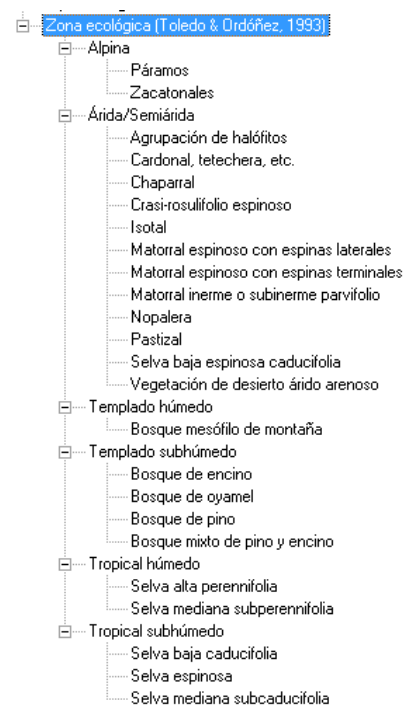 Zona ecológica (Toledo & Ordóñez, 1993)
Alpina
Páramos
Zacatonales
Árida/Semiárida
Agrupación de halófitos
Cardonal, tetechera, etc.
Chaparral
Crasi-rosulifolio espinoso
Isotal
Matorral espinoso con espinas laterales
Matorral espinoso con espinas terminales
Matorral inerme o subinerme parvifolio
Nopalera
Pastizal
Selva baja espinosa caducifolia
Vegetación de desierto árido arenoso
Templado húmedo
Bosque mesófilo de montaña
Templado subhúmedo
Bosque de encino
Bosque de oyamel
Bosque de pino
Bosque mixto de pino y encino
Tropical húmedo
Selva alta perennifolia
Selva mediana subperennifolia
Tropical subhúmedo
Selva baja caducifolia
Selva espinosa
Selva mediana subcaducifolia